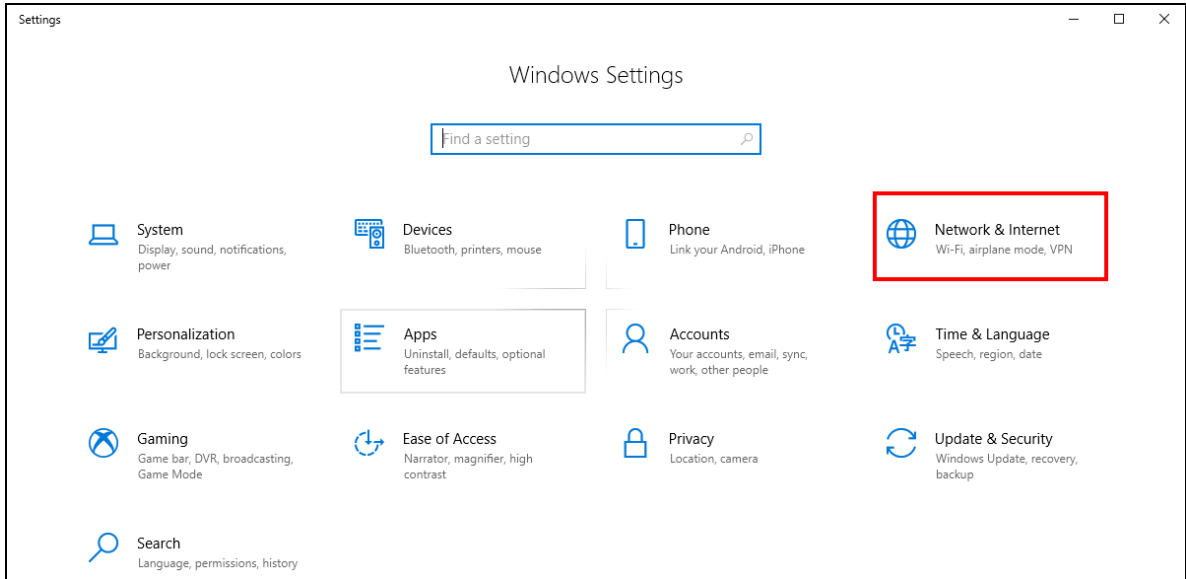 Settings
Windows Settings
Find a setting
System
Display, sound, notifications,
power
Devices
Bluetooth, printers, mouse
Phone
Link your Android, iPhone
Network & Internet
Wi-Fi, airplane mode, VPN
Personalization
Background, lock screen, colors
Apps
Uninstall, defaults, optional
features
Accounts
Your accounts, email, sync,
work, other people
Time & Language
Speech, region, date
Gaming
Game bar, DVR, broadcasting,
Game Mode
Ease of Access
Narrator, magnifier, high
contrast
Privacy
Location, camera
Update & Security
Windows Update, recovery,
backup
Search
Language, permissions, history